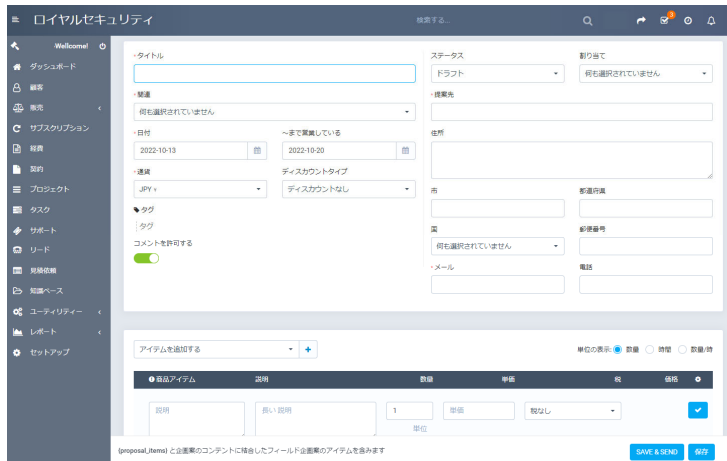 ロイヤルセキュリティ
検索する...
3
Wellcome!
ダッシュボード
顧客
販売
サブスクリプション
経費
契約
プロジェクト
タスク
サポート
リード
見積依頼
知識ベース
ユーティリティー
レポート
セットアップ
*タイトル
*関連
何も選択されていません
*日付 ～まで営業している
2022-10-13 2022-10-20
*通貨 ディスカウントタイプ
JPY ¥ ディスカウントなし
タグ
タグ
コメントを許可する
ステータス 割り当て
ドラフト 何も選択されていません
*提案先
住所
市 都道府県
国 郵便番号
何も選択されていません
*メール 電話
アイテムを追加する
単位の表示: 数量 時間 数量/時
商品アイテム 説明 数量 単価 税 価格
説明 長い説明 1 単価 税なし
単位
{proposal_items} と企画案のコンテントに結合したフィールド企画案のアイテムを含みます
SAVE & SEND 保存